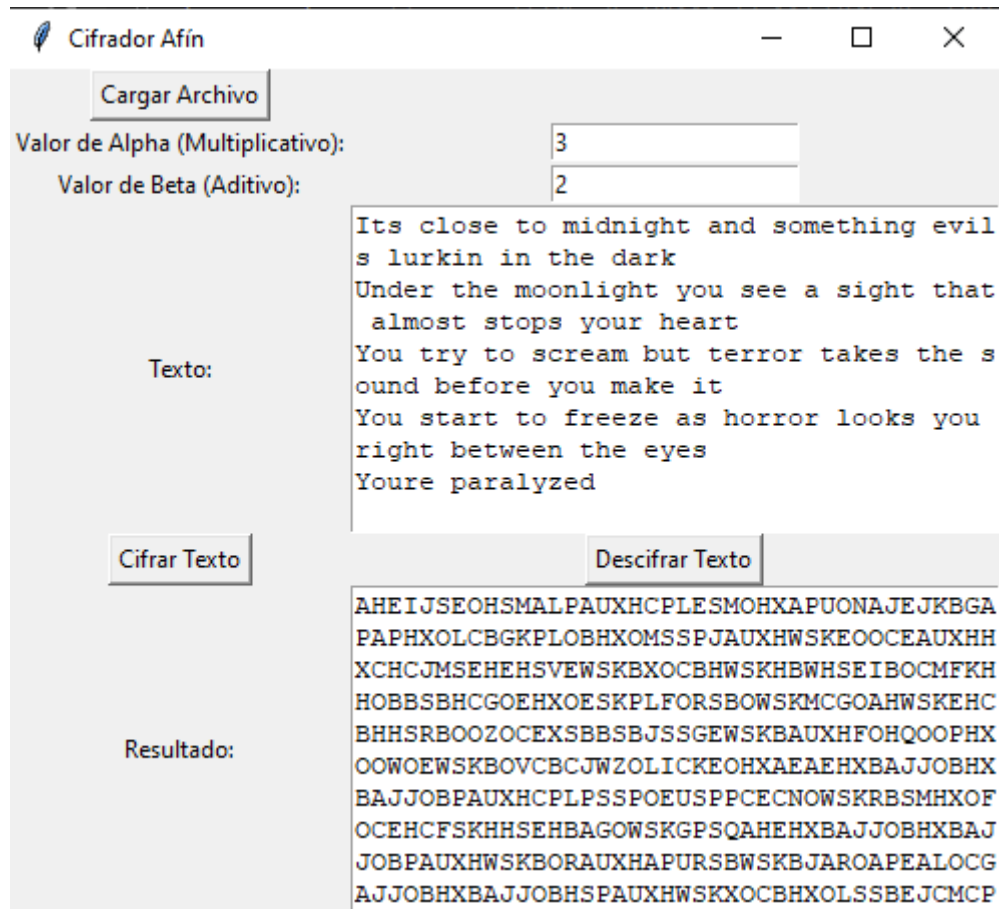 Cifrador Afín
Cargar Archivo
Valor de Alpha (Multiplicativo):
3
Valor de Beta (Aditivo):
2
Texto:
Its close to midnight and something evil
s lurkin in the dark
Under the moonlight you see a sight that
 almost stops your heart
You try to scream but terror takes the s
ound before you make it
You start to freeze as horror looks you
right between the eyes
Youre paralyzed
Cifrar Texto
Descifrar Texto
Resultado:
AHEIJSEOHSMALPAUXHCPLESMOHXAPUONAJEJKBGA
PAPHXOLCBGKPLOBHXOMSSPJAUXHWSKEOOCEAUXHH
XCHCJMSEHEHSVEWSKBXOCBHWSKHBWHSEIBOCMFKH
HOBBSBHCGOEHXOESKPLFORSBOWSKMCGOAHWSKEHC
BHHSRBOOZOCEXSBBSBJSSGEWSKBAUXHFOHQOOPHX
OOWOEWSKBOVCBCJWZOLICKEOHXAEAEHXBAJJOBHX
BAJJOBPAUXHCPLPSSPOEUSPPCECNOWSKRBSMHXOF
OCEHCFSKHHSEHBAGOWSKGPSQAHEHXBAJJOBHXBAJ
JOBPAUXHWSKBORAUXHAPURSBWSKBJAROAPEALOCG
AJJOBHXBAJJOBHSPAUXHWSKXOCBHXOLSSBEJCMCP